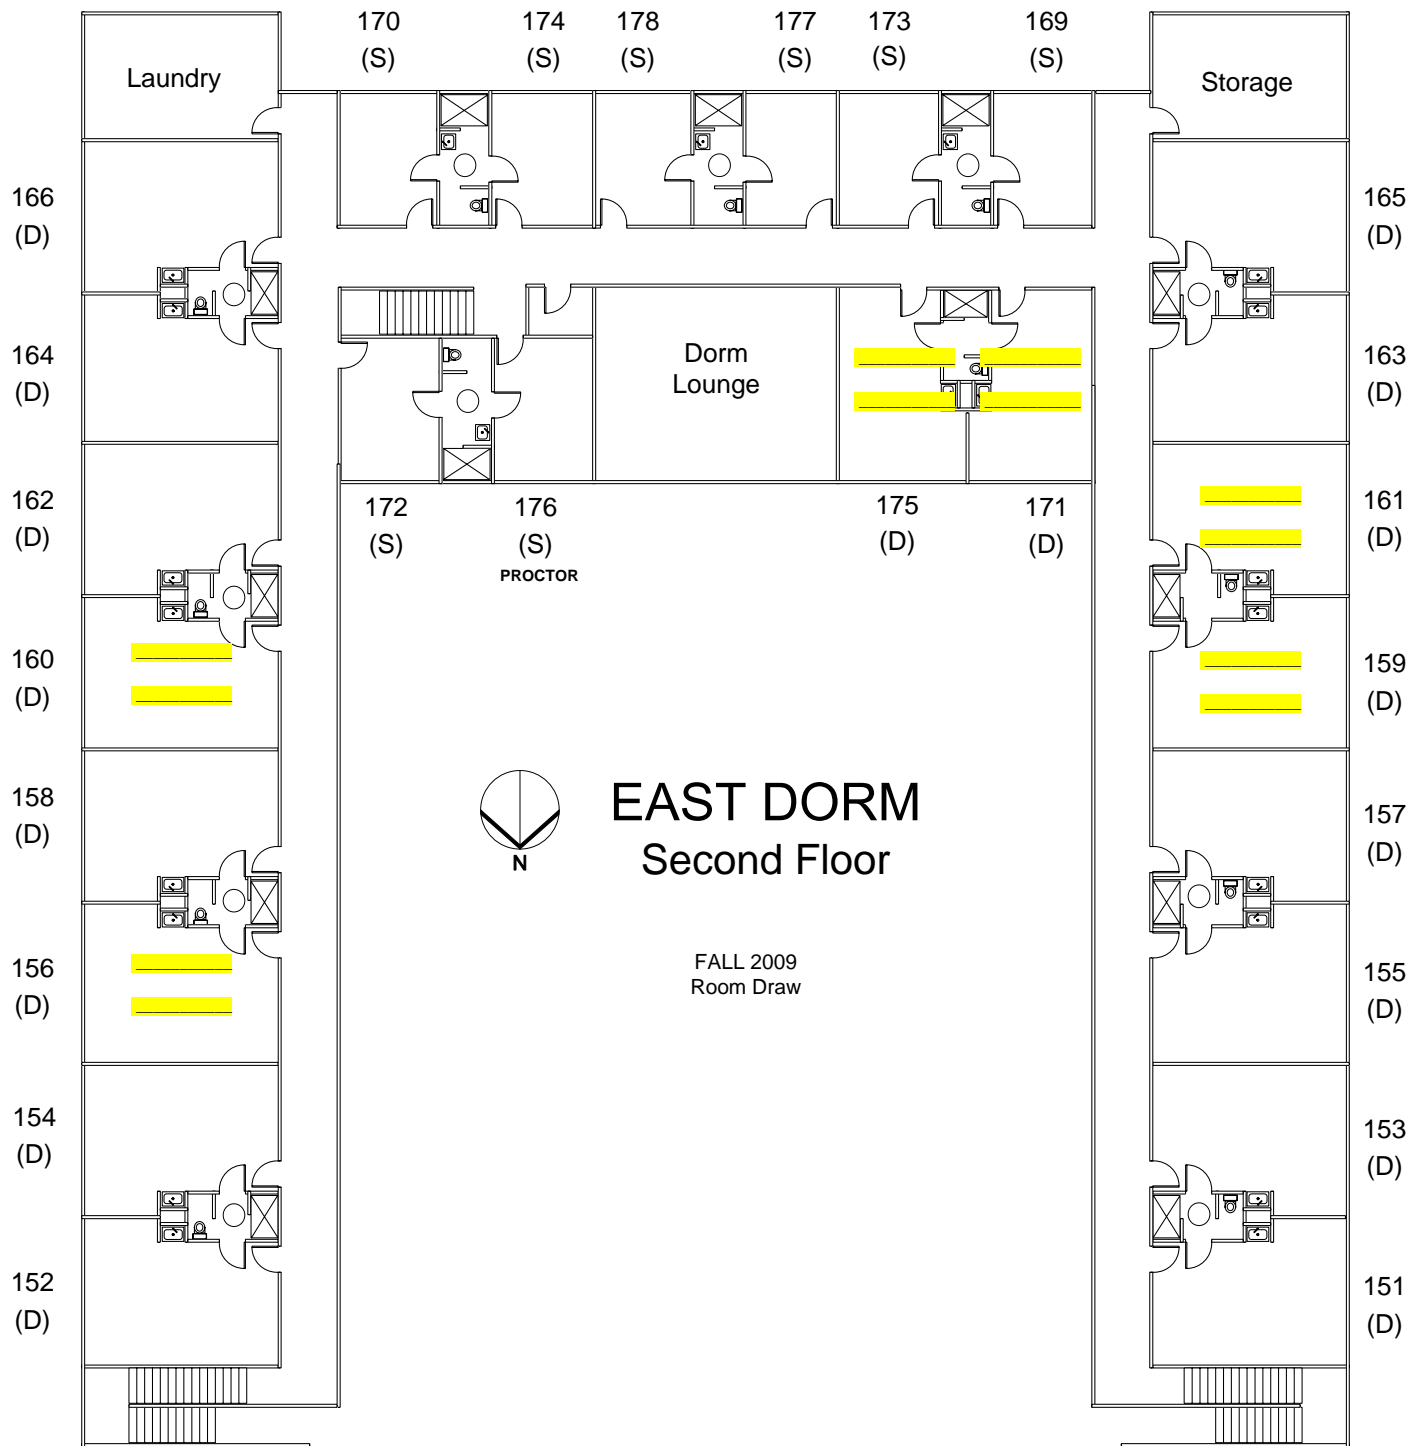 170 174 178 177 173 169
(S) (S) (S) (S) (S) (S)
Laundry
Storage
166
(D)
165
(D)
164
(D)
Dorm
Lounge
163
(D)
162
(D)
172
(S)
176
(S)
PROCTOR
175
(D)
171
(D)
161
(D)
160
(D)
159
(D)
158
(D)
N
EAST DORM
Second Floor
157
(D)
156
(D)
FALL 2009
Room Draw
155
(D)
154
(D)
153
(D)
152
(D)
151
(D)